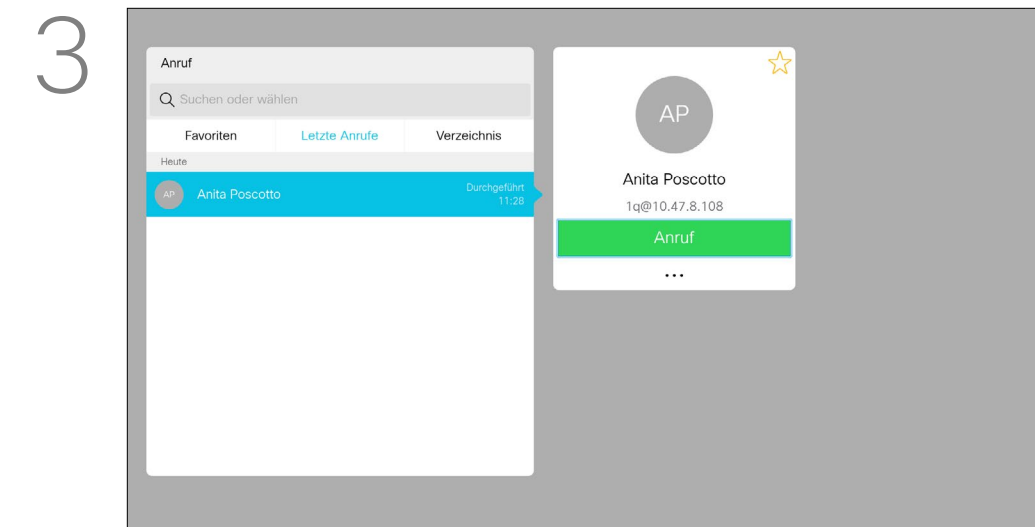 3
Anruf
Suchen oder wählen
Favoriten Letzte Anrufe Verzeichnis
Heute
AP Anita Poscotto Durchgeführt
11:28
AP
Anita Poscotto
1q@10.47.8.108
Anruf
...